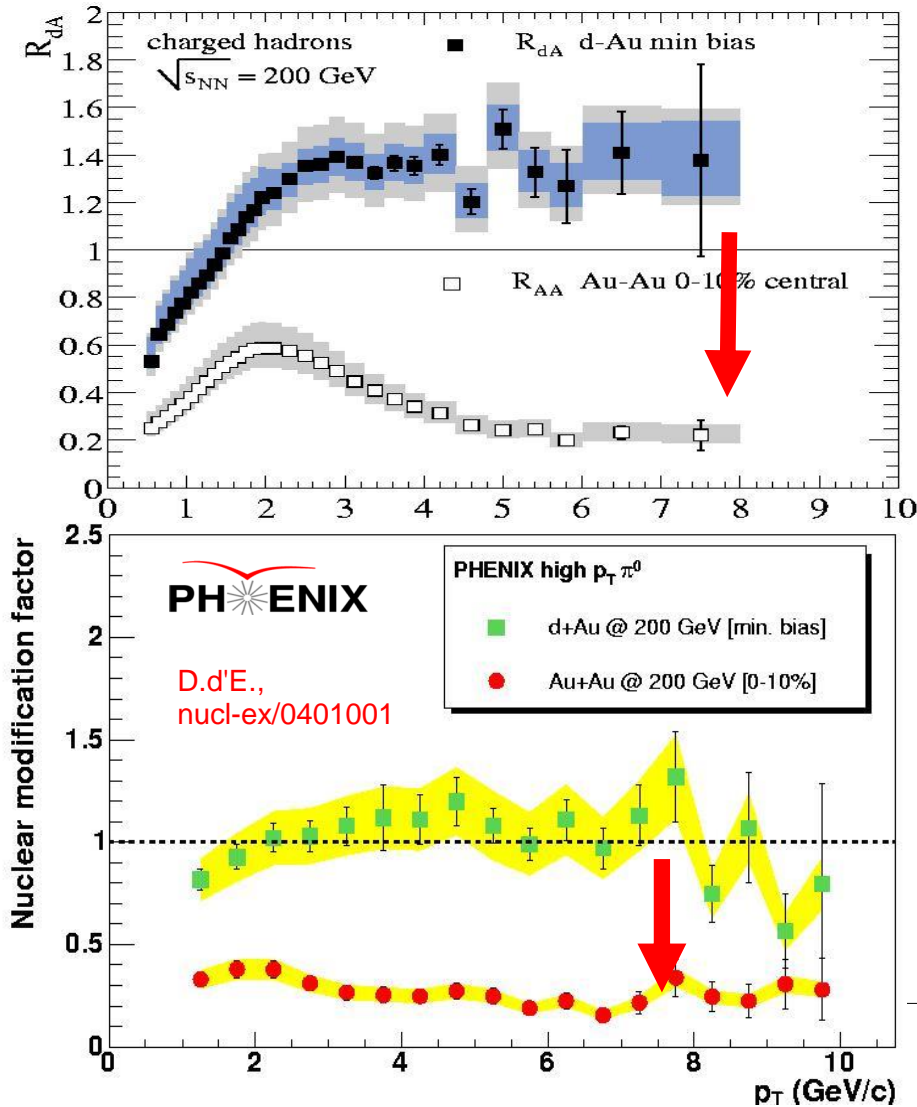 R_dA
charged hadrons
√s_NN = 200 GeV
■ R_dA d-Au min bias
□ R_AA Au-Au 0-10% central
2
1.8
1.6
1.4
1.2
1
0.8
0.6
0.4
0.2
0
0 1 2 3 4 5 6 7 8 9 10
Nuclear modification factor
2.5
2
1.5
1
0.5
0
PHENIX
D.d'E.,
nucl-ex/0401001
PHENIX high p_T π⁰
d+Au @ 200 GeV [min. bias]
Au+Au @ 200 GeV [0-10%]
0 2 4 6 8 10
p_T (GeV/c)